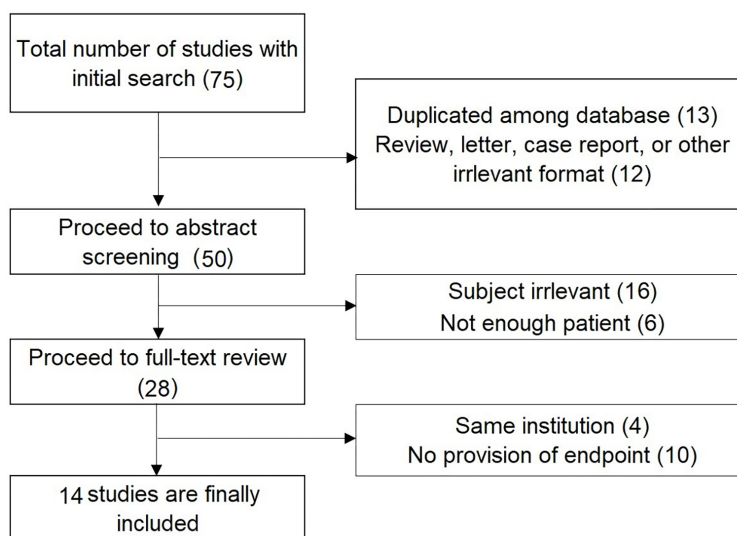 Total number of studies with
initial search (75)
Duplicated among database (13)
Review, letter, case report, or other
irrlevant format (12)
Proceed to abstract
screening (50)
Subject irrlevant (16)
Not enough patient (6)
Proceed to full-text review
(28)
Same institution (4)
No provision of endpoint (10)
14 studies are finally
included